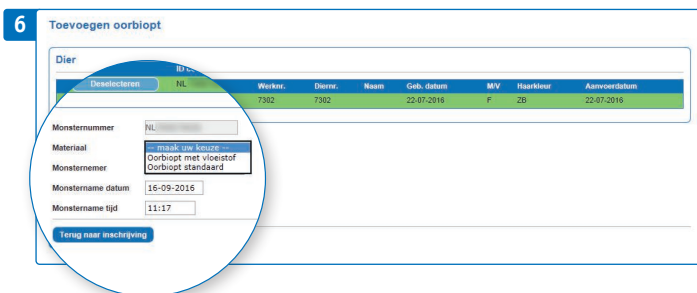 6
Toevoegen oorbiopt
Dier
Werknr. Diernr. Naam Geb. datum M/V Haarkleur Aanvoerdatum
Deselecteren NL 7302 7302 22-07-2016 F ZB 22-07-2016
Monsternummer NL
Materiaal -- maak uw keuze --
Oorbiopt met vloeistof
Monsternemer Oorbiopt standaard
Monstername datum 16-09-2016
Monstername tijd 11:17
Terug naar inschrijving